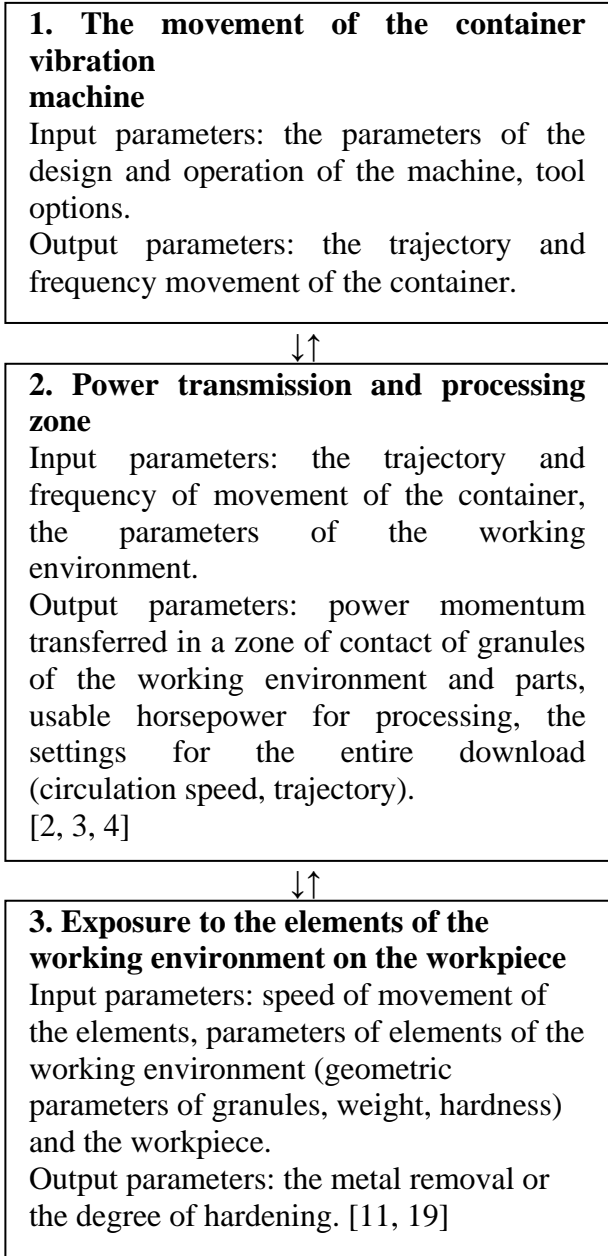 1. The movement of the container
vibration
machine
Input parameters: the parameters of the
design and operation of the machine, tool
options.
Output parameters: the trajectory and
frequency movement of the container.
↓↑
2. Power transmission and processing
zone
Input parameters: the trajectory and
frequency of movement of the container,
the parameters of the working
environment.
Output parameters: power momentum
transferred in a zone of contact of granules
of the working environment and parts,
usable horsepower for processing, the
settings for the entire download
(circulation speed, trajectory).
[2, 3, 4]
↓↑
3. Exposure to the elements of the
working environment on the workpiece
Input parameters: speed of movement of
the elements, parameters of elements of the
working environment (geometric
parameters of granules, weight, hardness)
and the workpiece.
Output parameters: the metal removal or
the degree of hardening. [11, 19]